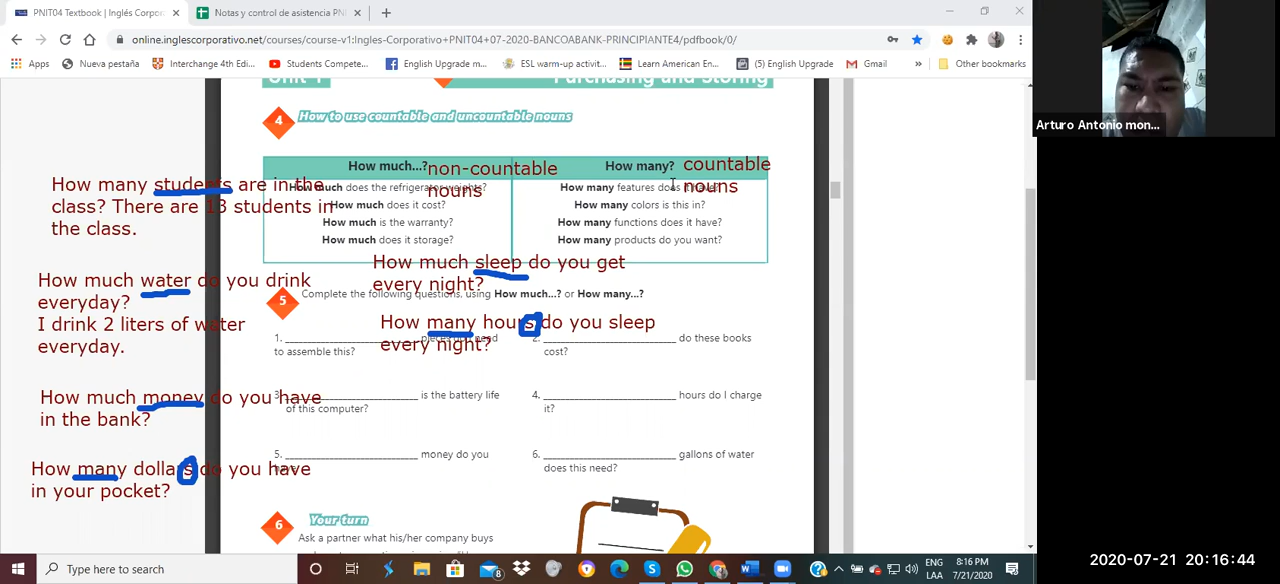 PNIT04 Textbook | Inglés Corpor
Notas y control de asistencia PNI
online.inglescorporativo.net/courses/course-v1:Ingles-Corporativo+PNIT04+07-2020-BANCOABANK-PRINCIPIANTE4/pdfbook/0/
Apps
Nueva pestaña
Interchange 4th Ed...
Students Compete...
English Upgrade m...
ESL warm-up activit...
Learn American En...
(5) English Upgrade
Gmail
»
Other bookmarks
Purchasing and Storing
4
How to use countable and uncountable nouns
How much...?
How many?
non-countable
nouns
countable
nouns
How much does the refrigerator weights?
How much does it cost?
How much is the warranty?
How much does it storage?
How many features does it have?
How many colors is this in?
How many functions does it have?
How many products do you want?
How many students are in the
class? There are 13 students in
the class.
How much water do you drink
everyday?
I drink 2 liters of water
everyday.
How much money do you have
in the bank?
How many dollars do you have
in your pocket?
How much sleep do you get
every night?
How many hours do you sleep
every night?
5
Complete the following questions, using How much...? or How many...?
1. ______________________ need
to assemble this?
2. ______________________ do these books
cost?
3. ______________________ is the battery life
of this computer?
4. ______________________ hours do I charge
it?
5. ______________________ money do you
6. ______________________ gallons of water
does this need?
6
Your turn
Ask a partner what his/her company buys
Arturo Antonio mon...
Type here to search
8
ENG
LAA
8:16 PM
7/21/2020
2020-07-21 20:16:44